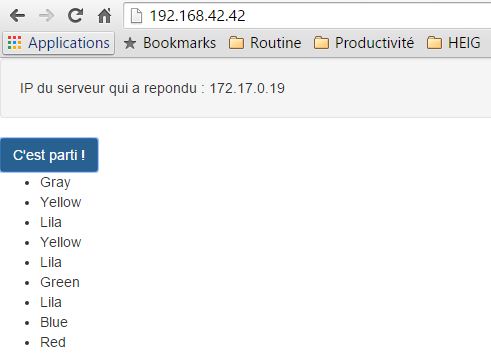 192.168.42.42
Applications Bookmarks Routine Productivité HEIG
IP du serveur qui a repondu : 172.17.0.19
C'est parti !
Gray
Yellow
Lila
Yellow
Lila
Green
Lila
Blue
Red